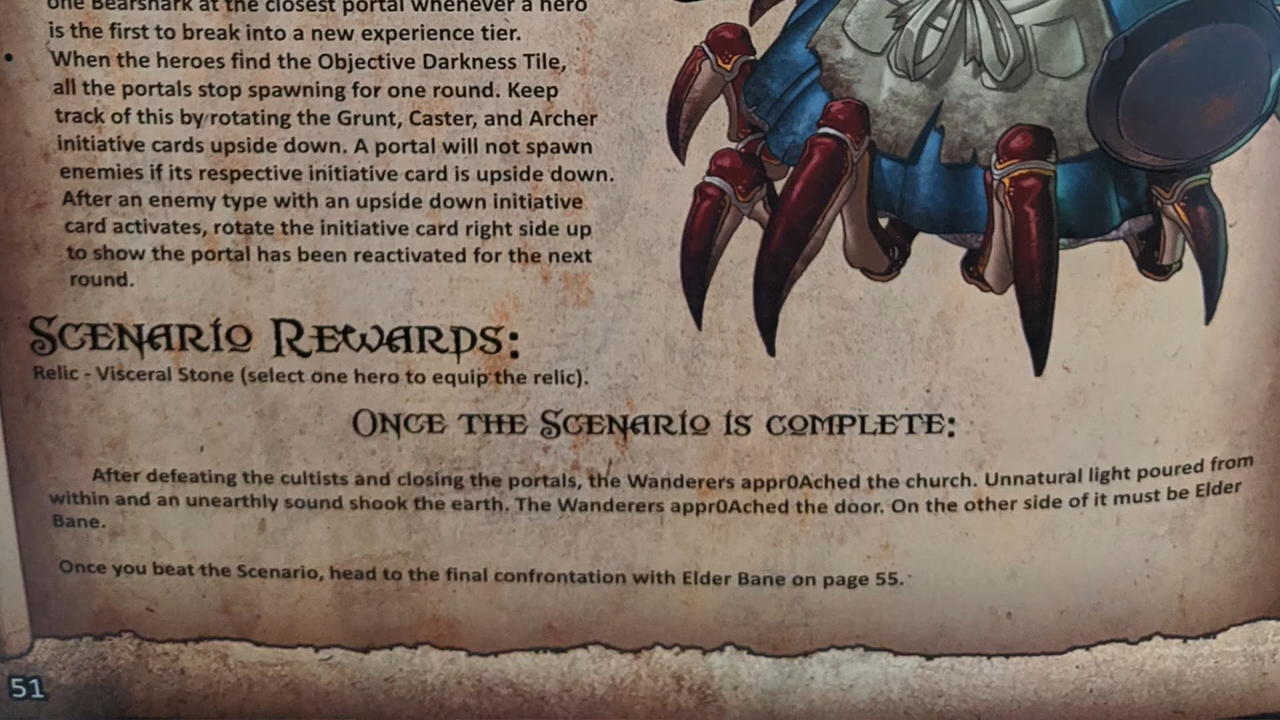 one Bearshark at the closest portal whenever a hero
is the first to break into a new experience tier.
• When the heroes find the Objective Darkness Tile,
all the portals stop spawning for one round. Keep
track of this by rotating the Grunt, Caster, and Archer
initiative cards upside down. A portal will not spawn
enemies if its respective initiative card is upside down.
After an enemy type with an upside down initiative
card activates, rotate the initiative card right side up
to show the portal has been reactivated for the next
round.
Scenario Rewards:
Relic - Visceral Stone (select one hero to equip the relic).
Once the Scenario is complete:
After defeating the cultists and closing the portals, the Wanderers appr0Ached the church. Unnatural light poured from
within and an unearthly sound shook the earth. The Wanderers appr0Ached the door. On the other side of it must be Elder
Bane.
Once you beat the Scenario, head to the final confrontation with Elder Bane on page 55.
51